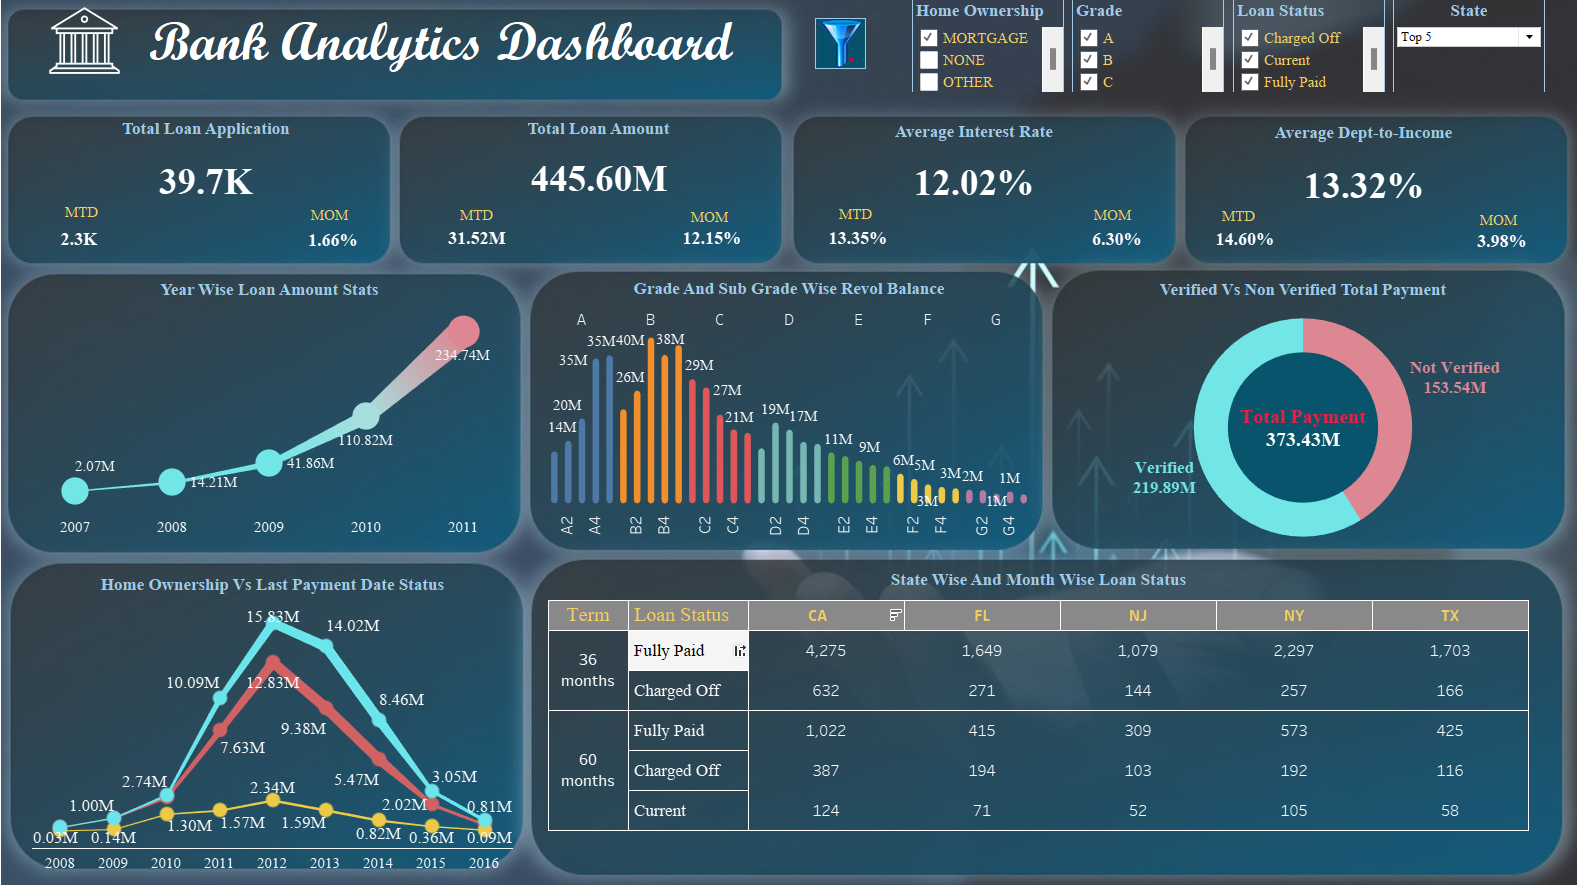 Bank Analytics Dashboard
Home Ownership
MORTGAGE
NONE
OTHER
Grade
A
B
C
Loan Status
Charged Off
Current
Fully Paid
State
Top 5
Total Loan Application
39.7K
MTD MOM
2.3K 1.66%
Total Loan Amount
445.60M
MTD MOM
31.52M 12.15%
Average Interest Rate
12.02%
MTD MOM
13.35% 6.30%
Average Dept-to-Income
13.32%
MTD MOM
14.60% 3.98%
Year Wise Loan Amount Stats
234.74M
110.82M
41.86M
2.07M
14.21M
2007 2008 2009 2010 2011
Grade And Sub Grade Wise Revol Balance
A B C D E F G
35M 40M 38M
35M 29M
26M 27M
20M 21M 19M 17M
14M 11M 9M
6M 5M 3M 2M 1M
3M 1M
A2 A4 B2 B4 C2 C4 D2 D4 E2 E4 F2 F4 G2 G4
Verified Vs Non Verified Total Payment
Not Verified
153.54M
Total Payment
373.43M
Verified
219.89M
Home Ownership Vs Last Payment Date Status
15.83M
14.02M
10.09M 12.83M
8.46M
9.38M
7.63M
2.74M 5.47M 3.05M
2.34M
1.00M 2.02M 0.81M
1.30M 1.57M 1.59M
0.03M 0.14M 0.82M 0.36M 0.09M
2008 2009 2010 2011 2012 2013 2014 2015 2016
State Wise And Month Wise Loan Status
Term Loan Status CA FL NJ NY TX
36 months
Fully Paid 4,275 1,649 1,079 2,297 1,703
Charged Off 632 271 144 257 166
60 months
Fully Paid 1,022 415 309 573 425
Charged Off 387 194 103 192 116
Current 124 71 52 105 58